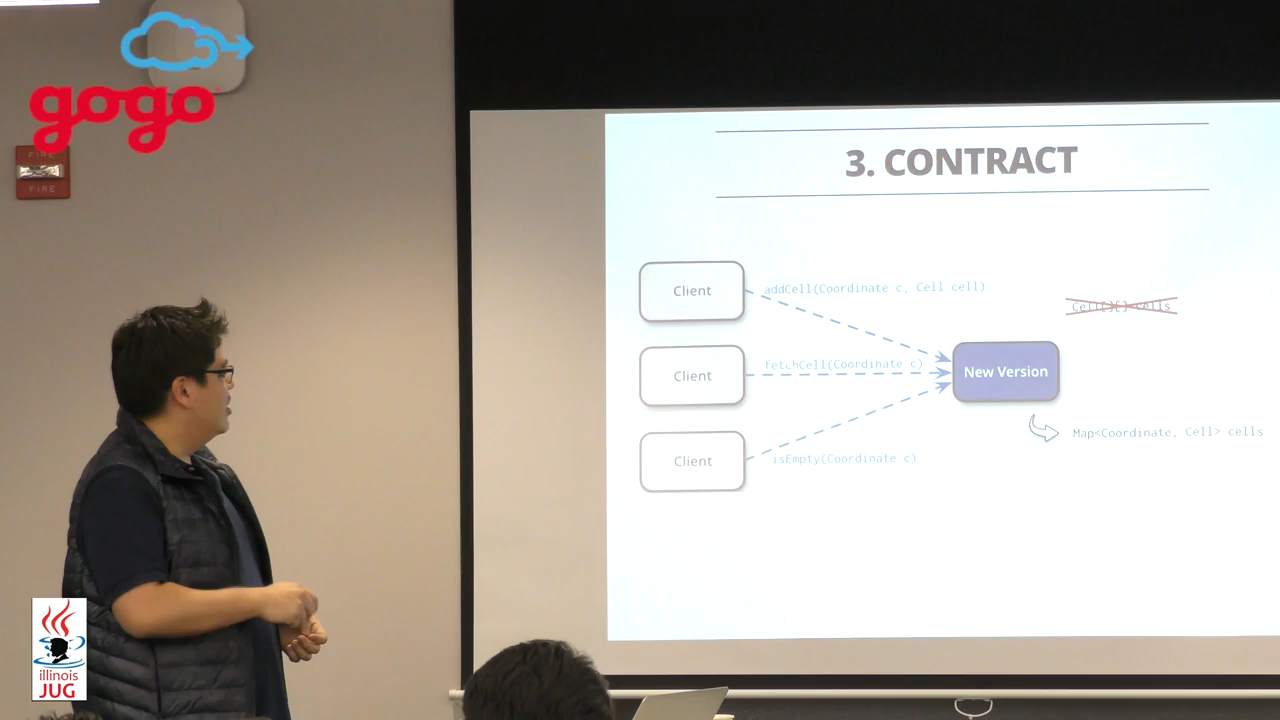 gogo
FIRE
FIRE
3. CONTRACT
Client
addCell(Coordinate c, Cell cell)
Cell[][] cells
Client
fetchCell(Coordinate c)
New Version
Client
isEmpty(Coordinate c)
Map<Coordinate, Cell> cells
illinois
JUG